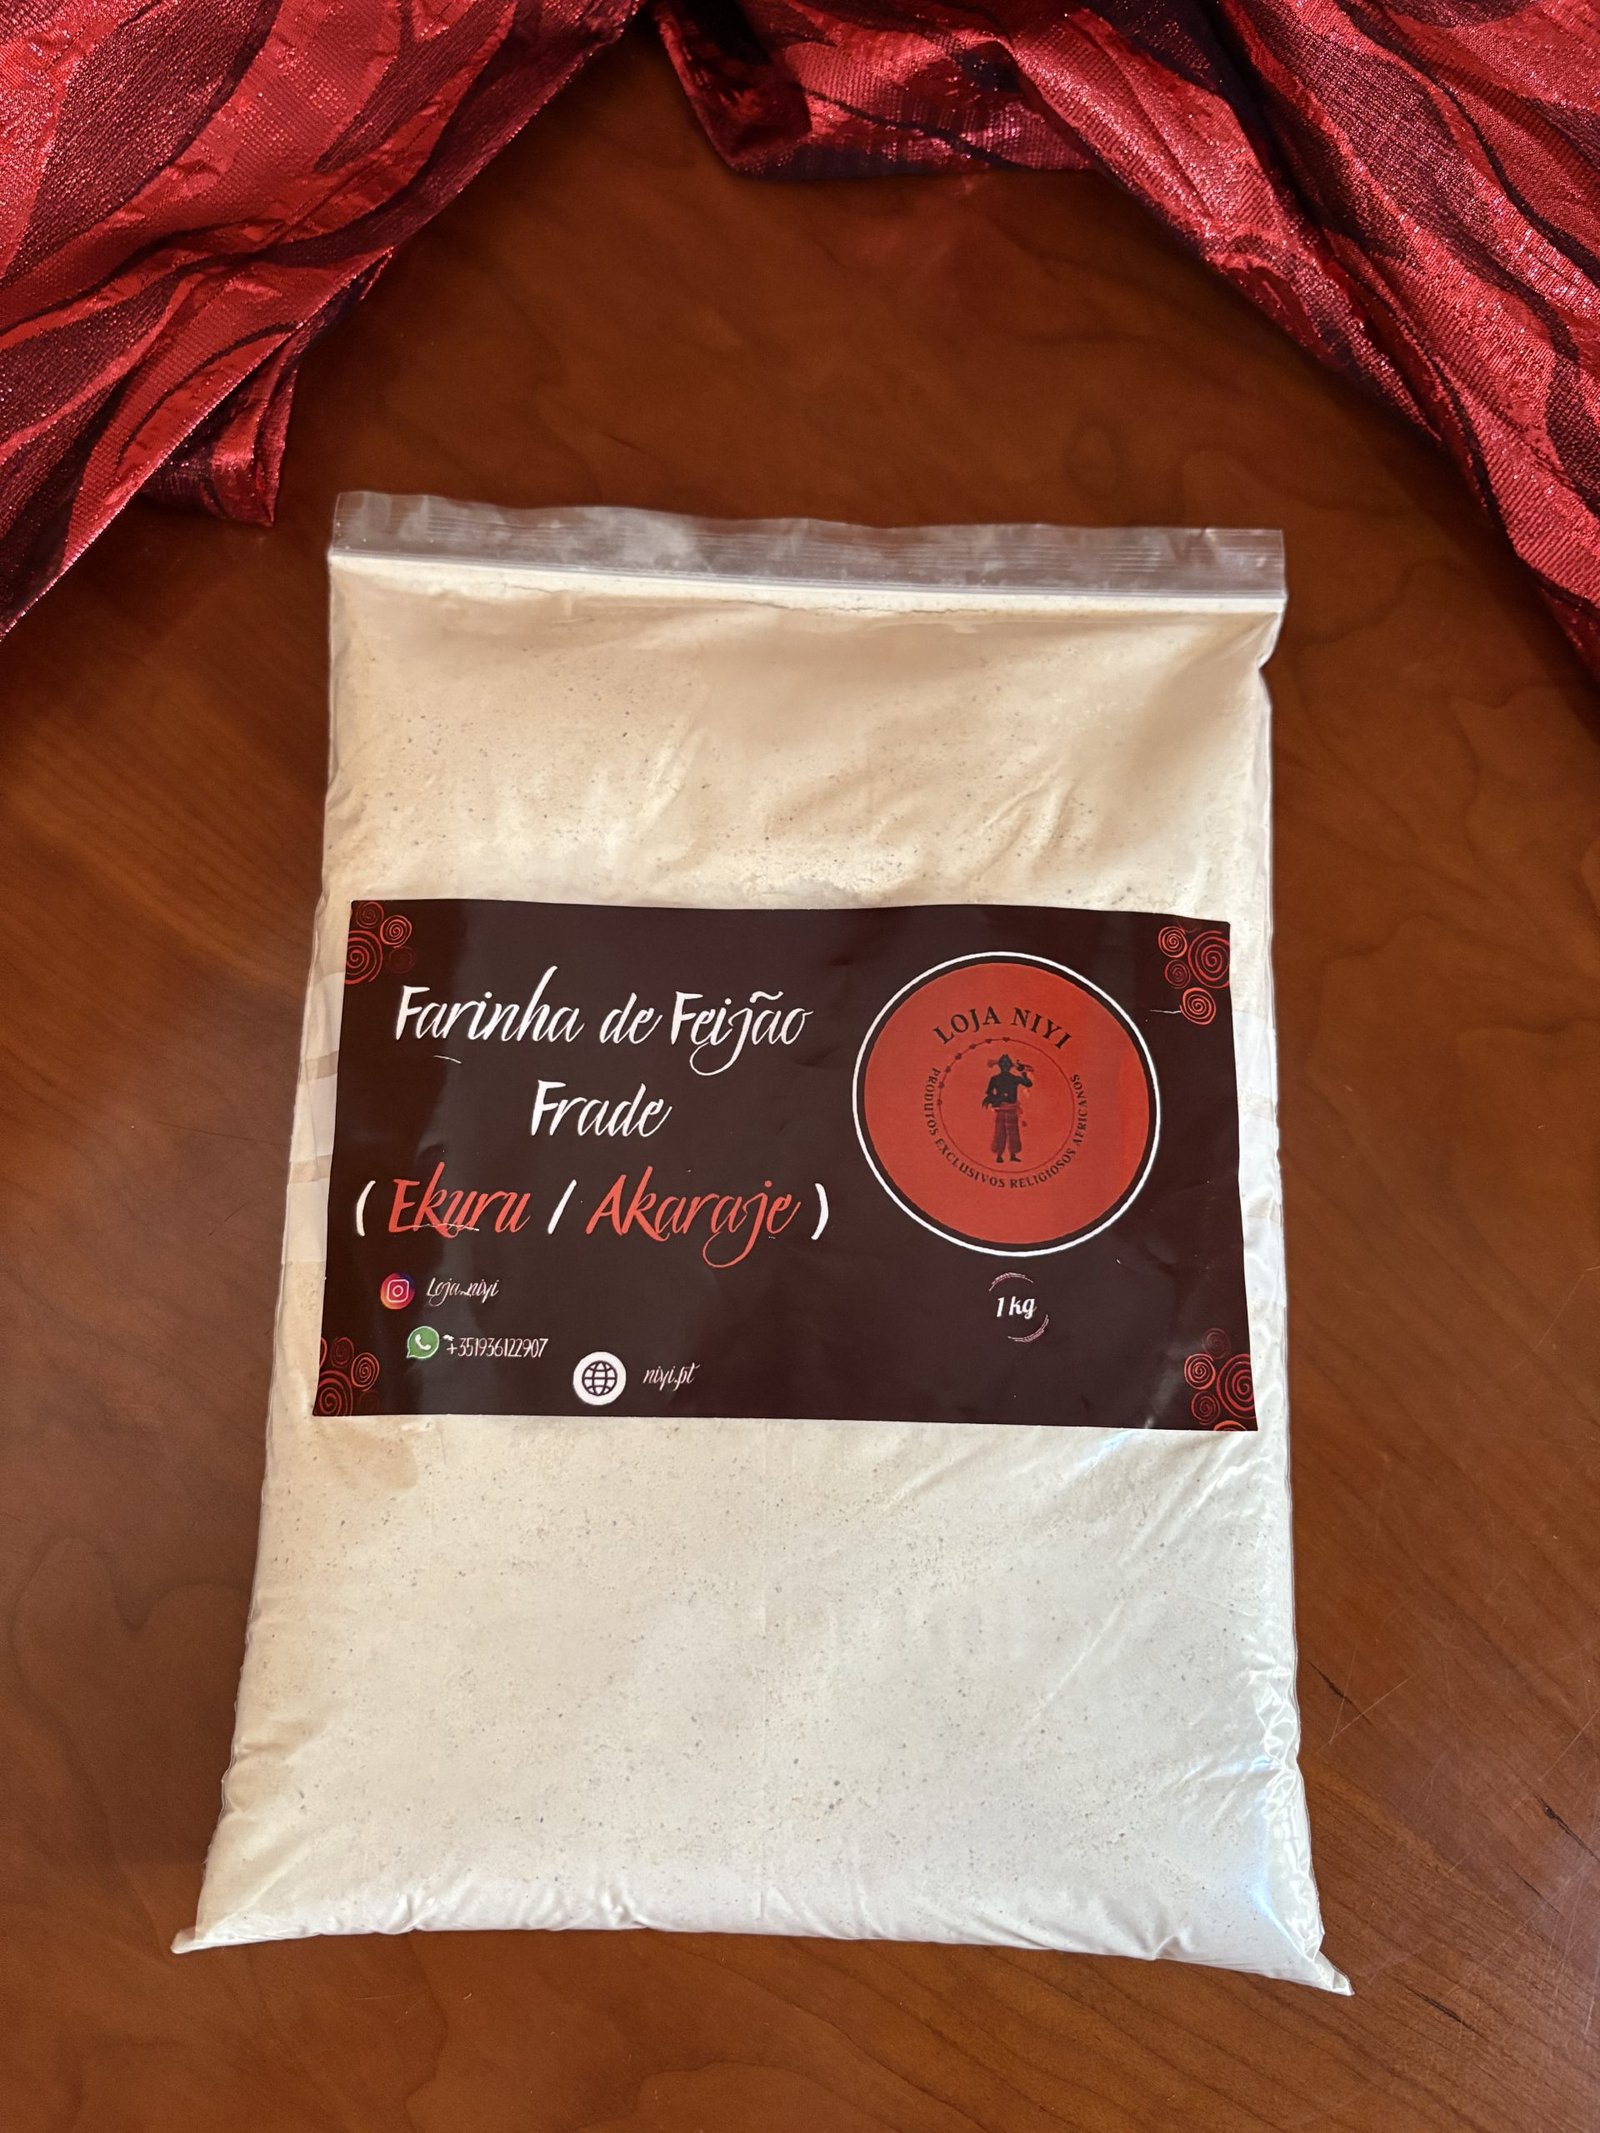 Farinha de Feijão
Frade
( Ekuru / Akaraje )
Loja_niyi
+351936122907
niyi.pt
LOJA NIYI
PRODUTOS EXCLUSIVOS RELIGIOSOS AFRICANOS
1 kg